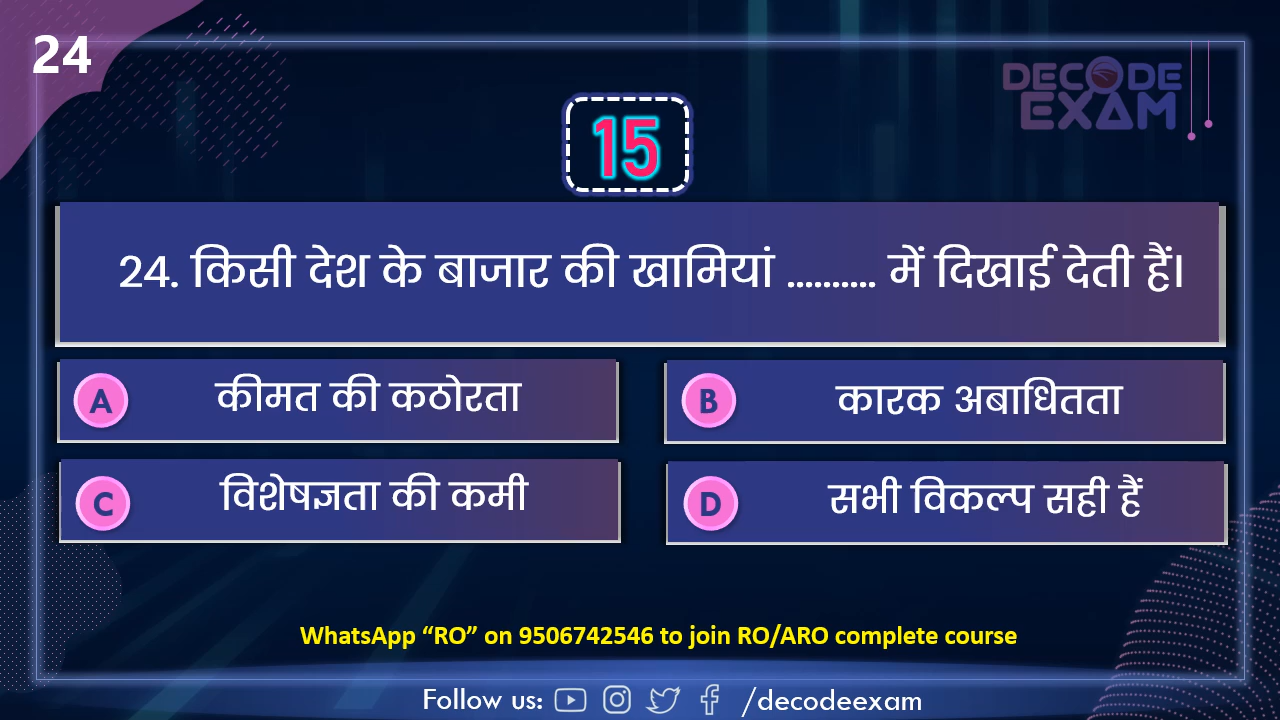 24
DECODE
EXAM
15
24. किसी देश के बाजार की खामियां .......... में दिखाई देती हैं।
A कीमत की कठोरता
B कारक अबाधितता
C विशेषज्ञता की कमी
D सभी विकल्प सही हैं
WhatsApp “RO” on 9506742546 to join RO/ARO complete course
Follow us: /decodeexam